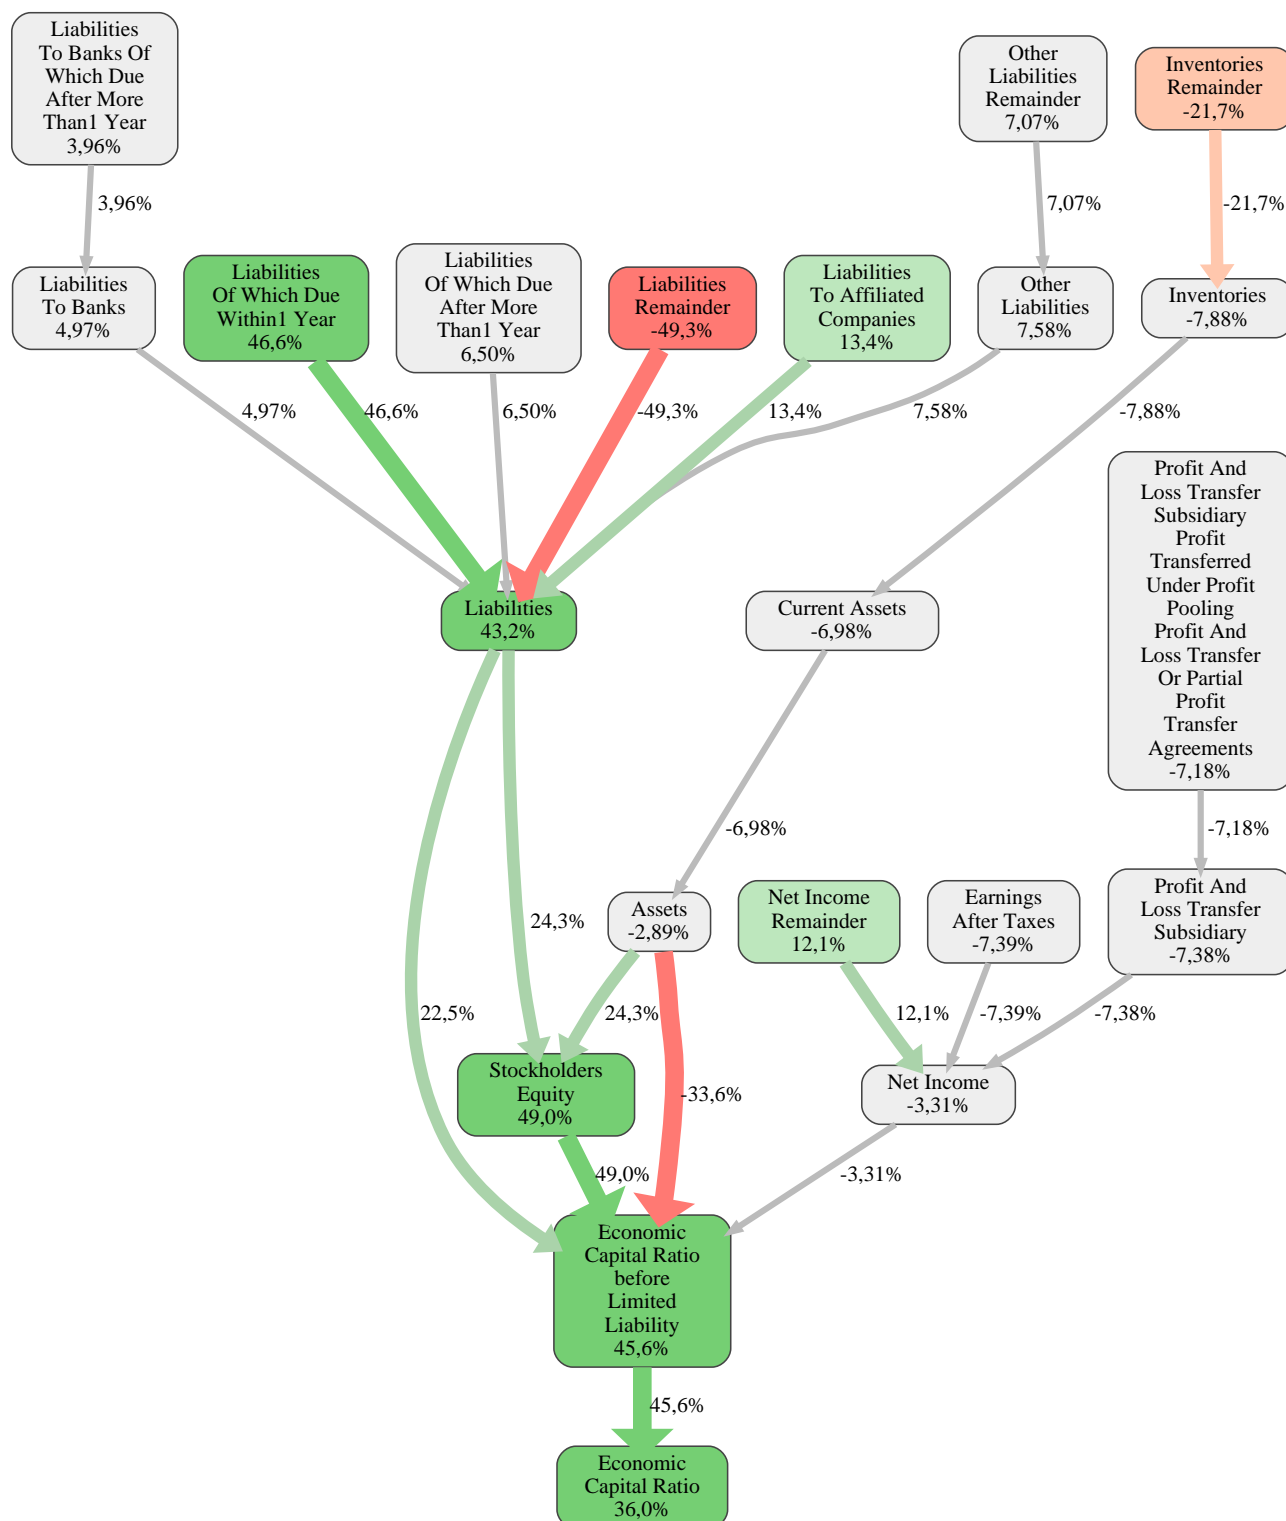 Liabilities
To Banks Of
Which Due
After More
Than1 Year
3,96%
Other
Liabilities
Remainder
7,07%
Inventories
Remainder
-21,7%
3,96%
7,07%
-21,7%
Liabilities
To Banks
4,97%
Liabilities
Of Which Due
Within1 Year
46,6%
Liabilities
Of Which Due
After More
Than1 Year
6,50%
Liabilities
Remainder
-49,3%
Liabilities
To Affiliated
Companies
13,4%
Other
Liabilities
7,58%
Inventories
-7,88%
4,97%
46,6%
6,50%
-49,3%
13,4%
7,58%
-7,88%
Profit And
Loss Transfer
Subsidiary
Profit
Transferred
Under Profit
Pooling
Profit And
Loss Transfer
Or Partial
Profit
Transfer
Agreements
-7,18%
Liabilities
43,2%
Current Assets
-6,98%
-6,98%
-7,18%
24,3%
Assets
-2,89%
Net Income
Remainder
12,1%
Earnings
After Taxes
-7,39%
Profit And
Loss Transfer
Subsidiary
-7,38%
22,5%
24,3%
12,1%
-7,39%
-7,38%
Stockholders
Equity
49,0%
-33,6%
Net Income
-3,31%
49,0%
-3,31%
Economic
Capital Ratio
before
Limited
Liability
45,6%
45,6%
Economic
Capital Ratio
36,0%